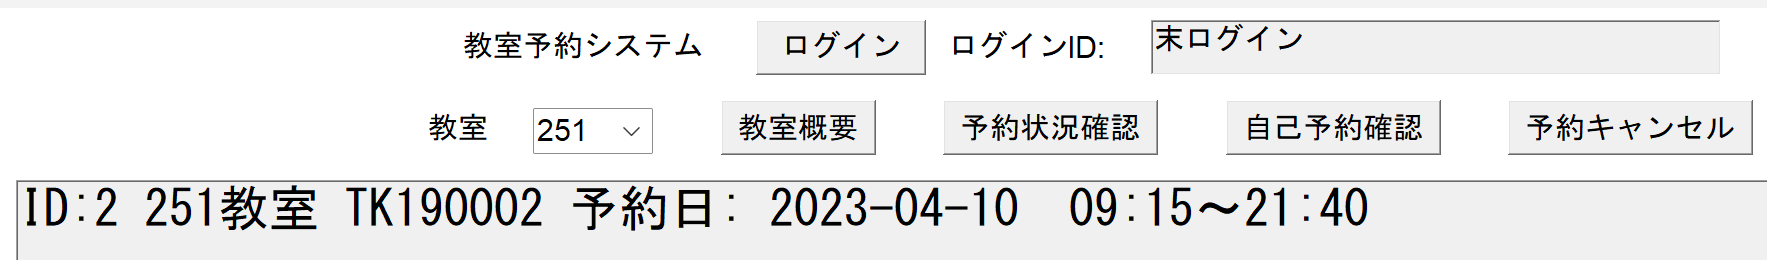 教室予約システム ログイン ログインID: 末ログイン
教室 251 教室概要 予約状況確認 自己予約確認 予約キャンセル
ID:2 251教室 TK190002 予約日: 2023-04-10 09:15～21:40